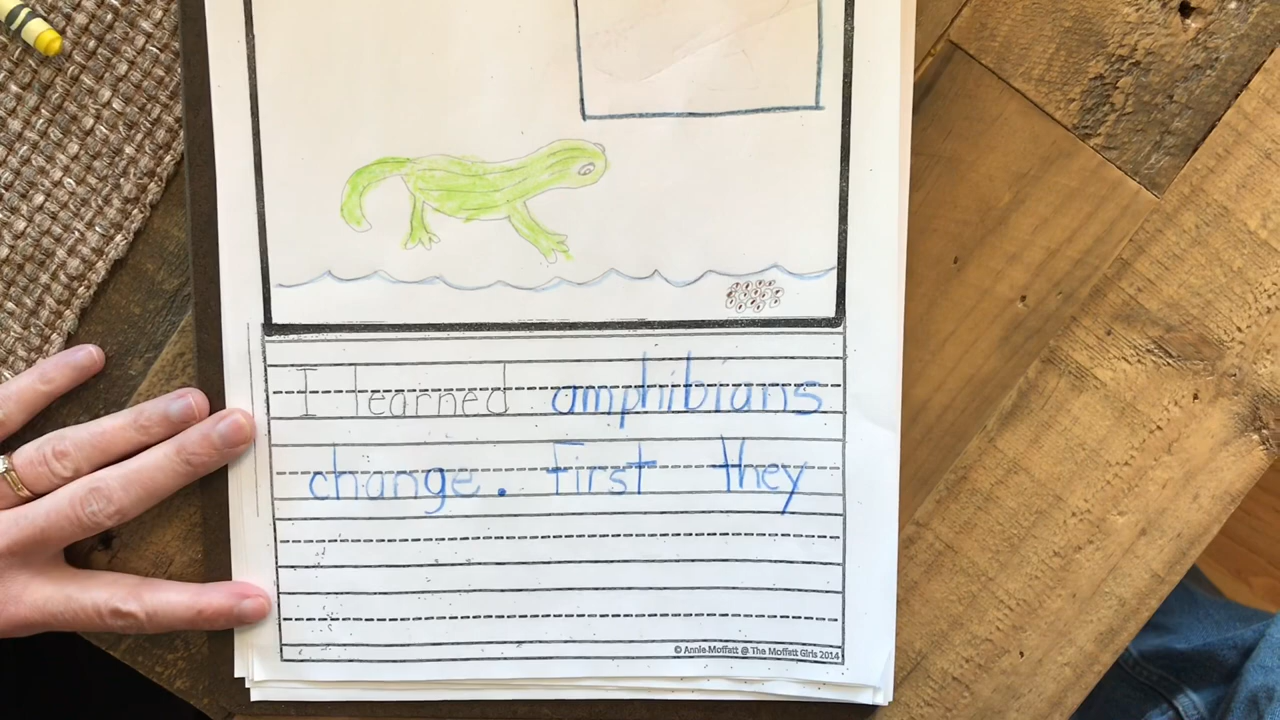 I learned amphibians
change. First they
© Annie Moffatt @ The Moffatt Girls 2014